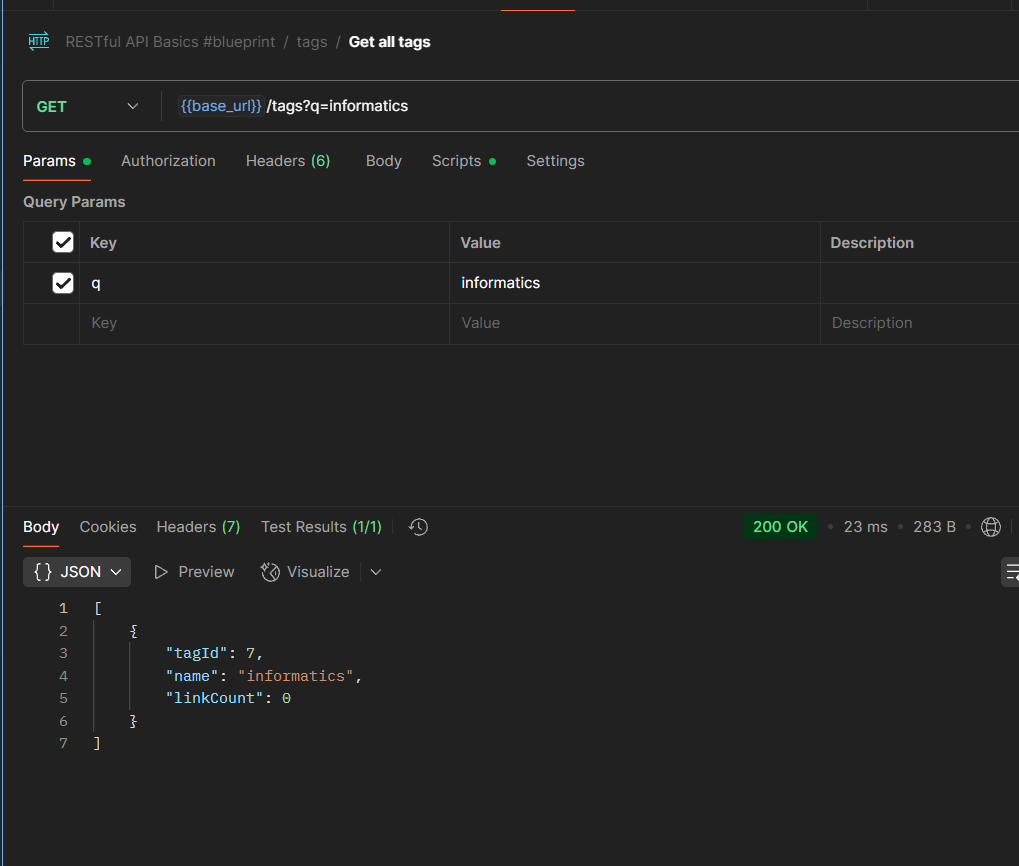 HTTP RESTful API Basics #blueprint / tags / Get all tags
GET {{base_url}} /tags?q=informatics
Params Authorization Headers (6) Body Scripts Settings
Query Params
Key Value Description
q informatics
Key Value Description
Body Cookies Headers (7) Test Results (1/1) 200 OK 23 ms 283 B
{} JSON Preview Visualize
1 [
2 {
3 "tagId": 7,
4 "name": "informatics",
5 "linkCount": 0
6 }
7 ]